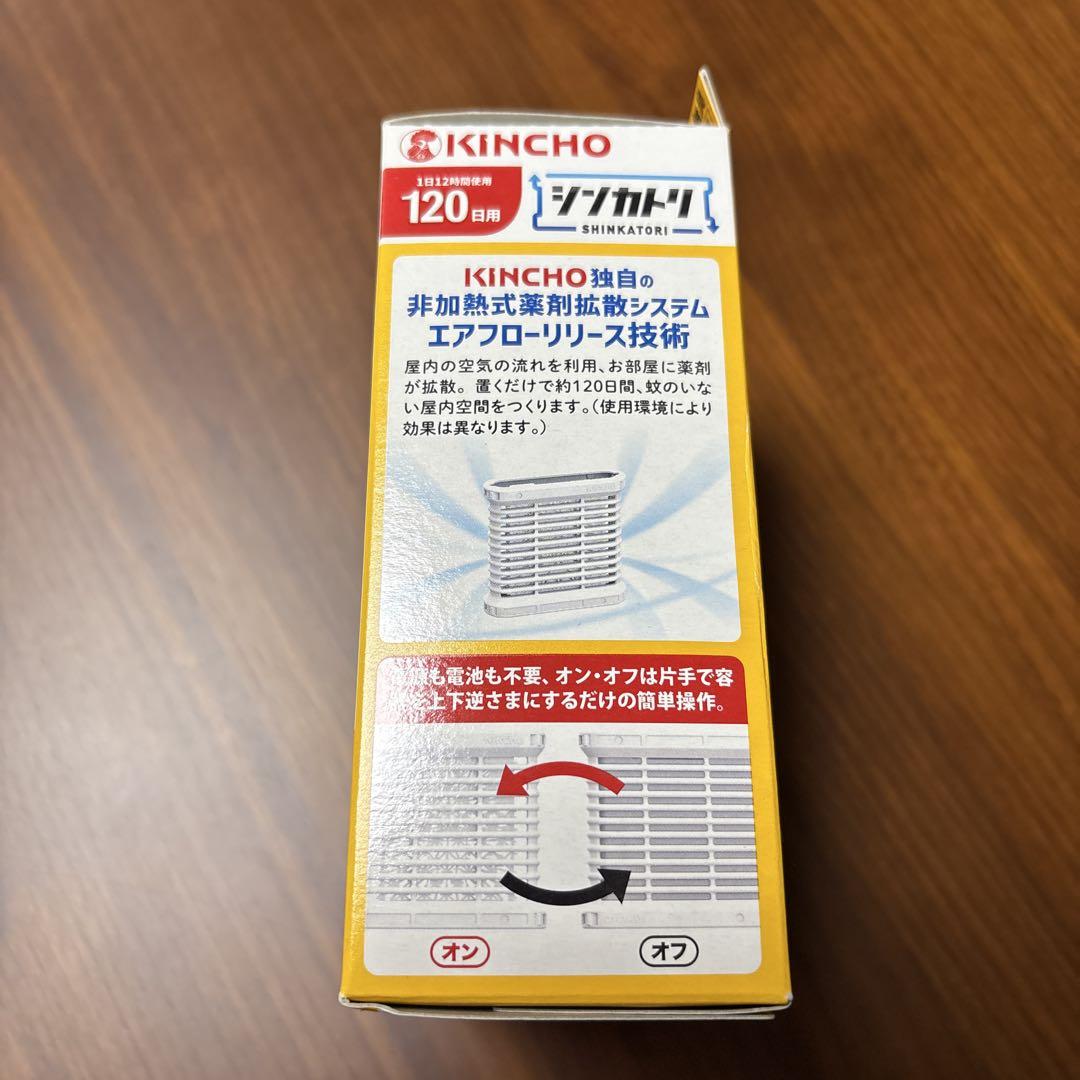 KINCHO
1日12時間使用
120日用
シンカトリ
SHINKATORI
KINCHO独自の
非加熱式薬剤拡散システム
エアフローリリース技術
屋内の空気の流れを利用、お部屋に薬剤
が拡散。置くだけで約120日間、蚊のいな
い屋内空間をつくります。（使用環境により
効果は異なります。）
電源も電池も不要、オン・オフは片手で容
器を上下逆さまにするだけの簡単操作。
オン
オフ